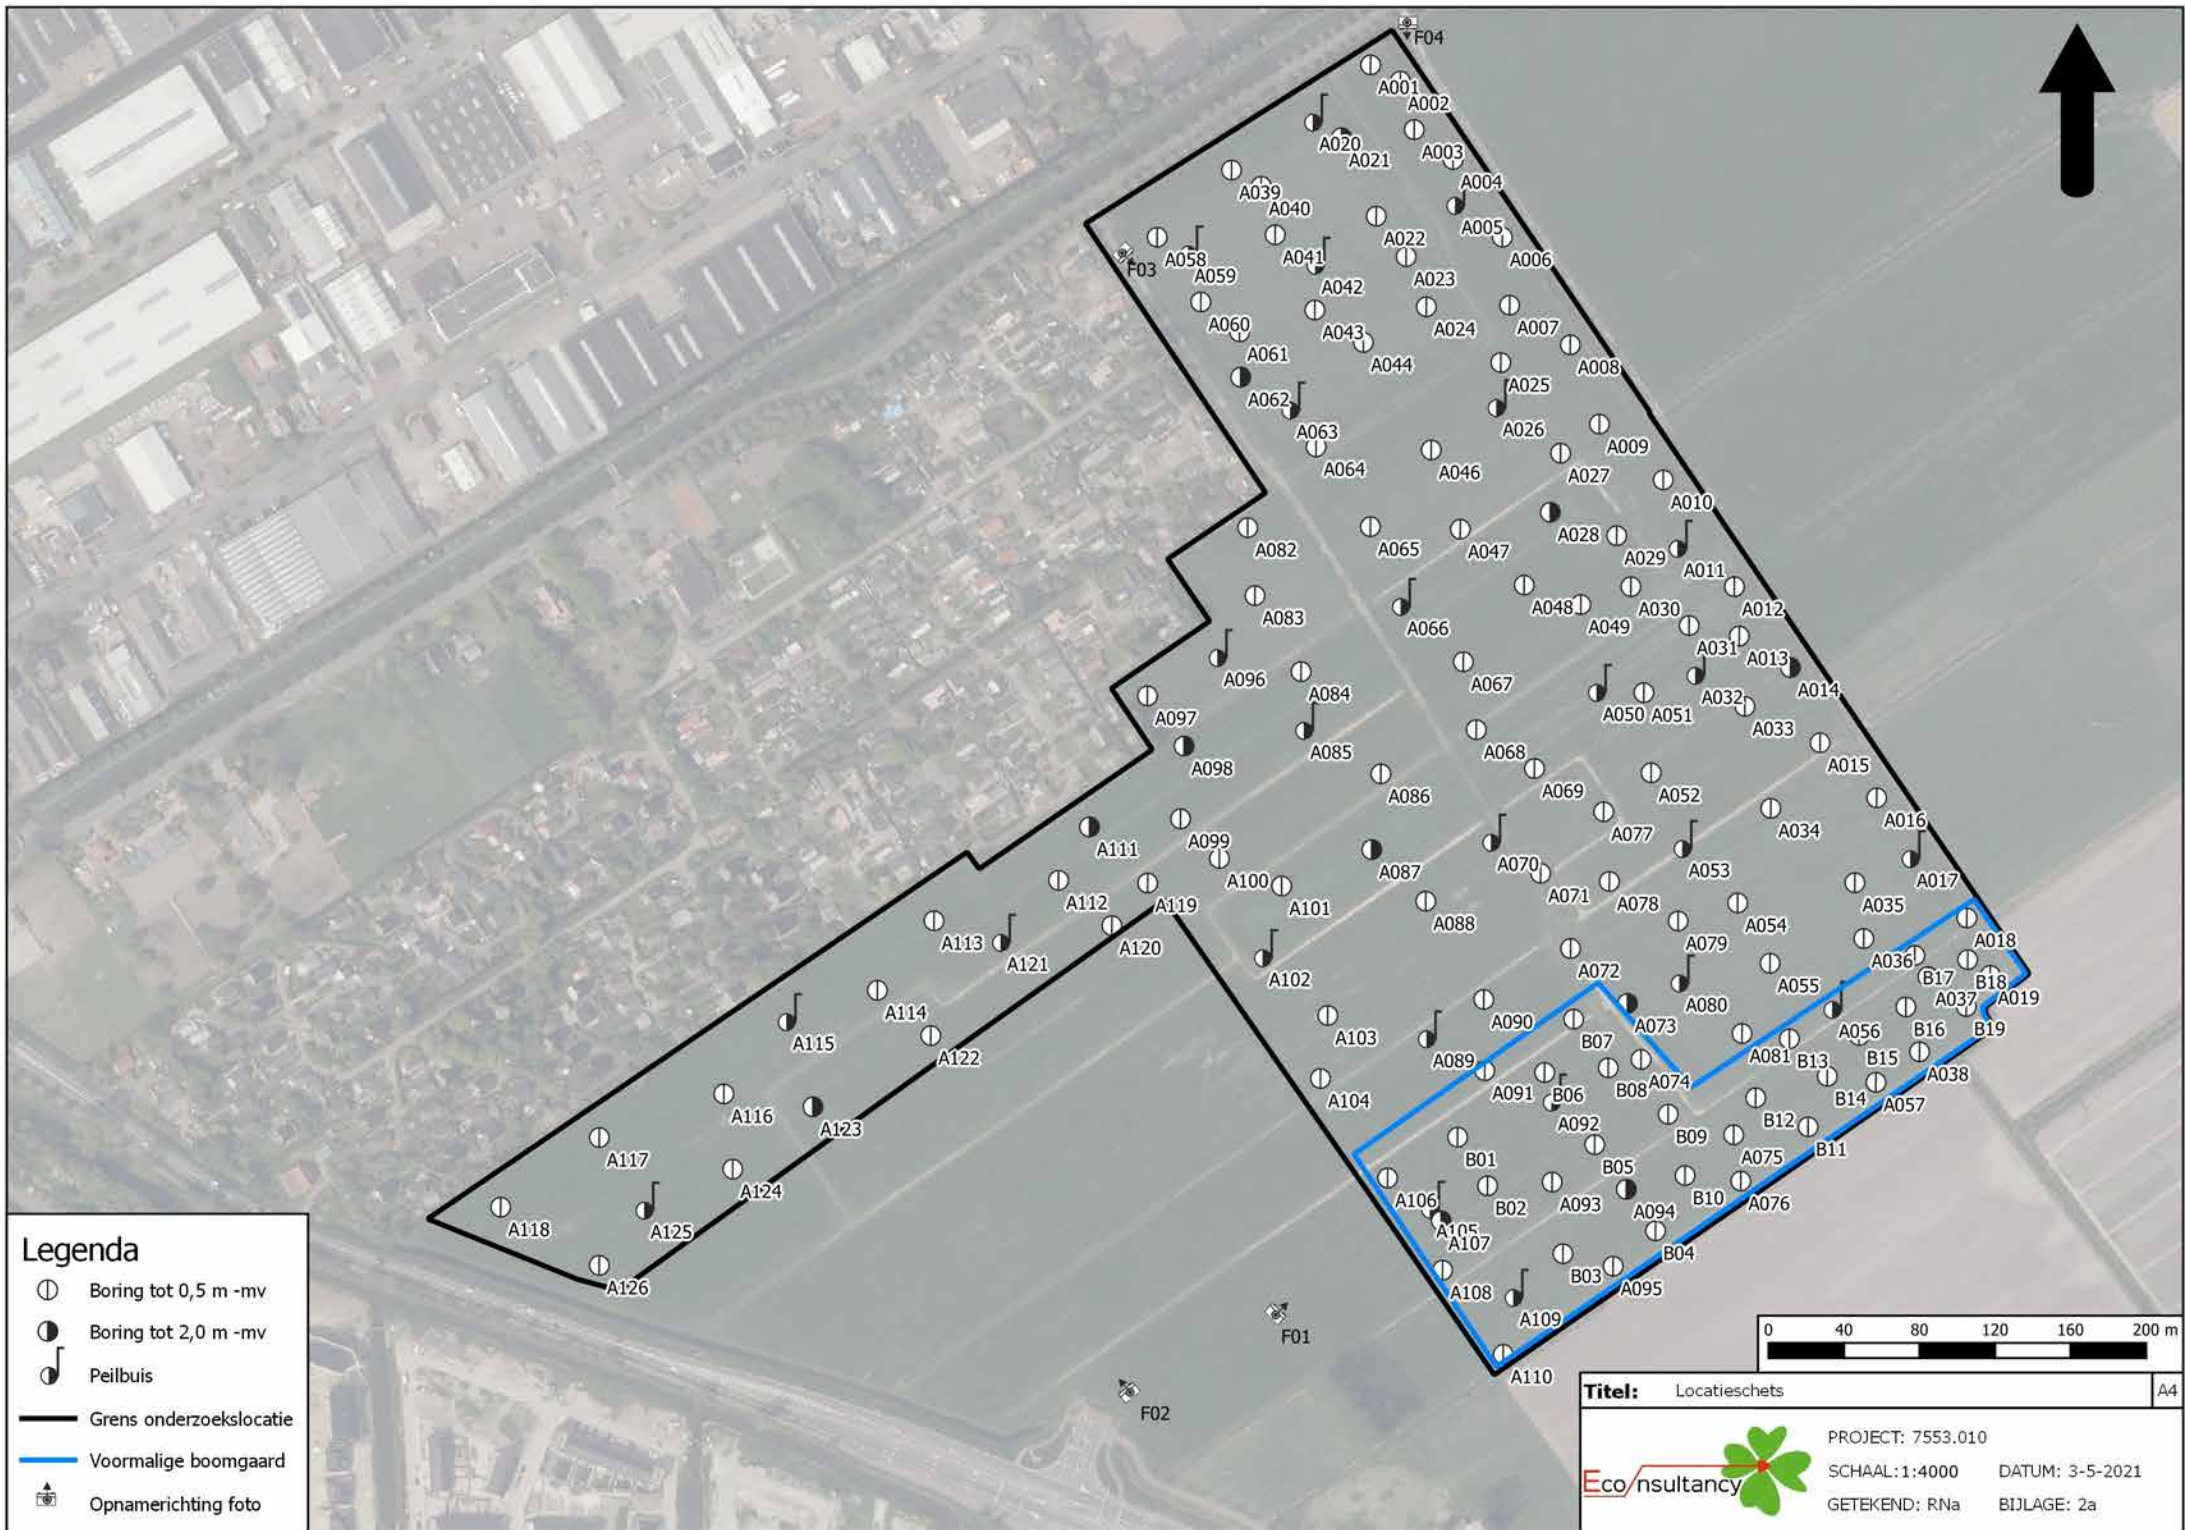 F04
A001
A002
A003
A004
A005
A006
A007
A008
A009
A010
A011
A012
A013
A014
A015
A016
A017
A018
A019
A020
A021
A022
A023
A024
A025
A026
A027
A028
A029
A030
A031
A032
A033
A034
A035
A036
A037
A038
A039
A040
A041
A042
A043
A044
A046
A047
A048
A049
A050
A051
A052
A053
A054
A055
A056
A057
A058
A059
F03
A060
A061
A062
A063
A064
A065
A066
A067
A068
A069
A070
A071
A072
A073
A074
A075
A076
A077
A078
A079
A080
A081
A082
A083
A084
A085
A086
A087
A088
A089
A090
A091
A092
A093
A094
A095
A096
A097
A098
A099
A100
A101
A102
A103
A104
A105
A106
A107
A108
A109
A110
A111
A112
A113
A114
A115
A116
A117
A118
A119
A120
A121
A122
A123
A124
A125
A126
B01
B02
B03
B04
B05
B06
B07
B08
B09
B10
B11
B12
B13
B14
B15
B16
B17
B18
B19
F01
F02
Legenda
Boring tot 0,5 m -mv
Boring tot 2,0 m -mv
Peilbuis
Grens onderzoekslocatie
Voormalige boomgaard
Opnamerichting foto
0 40 80 120 160 200 m
Titel: Locatieschets A4
Econsultancy
PROJECT: 7553.010
SCHAAL:1:4000 DATUM: 3-5-2021
GETEKEND: RNa BIJLAGE: 2a